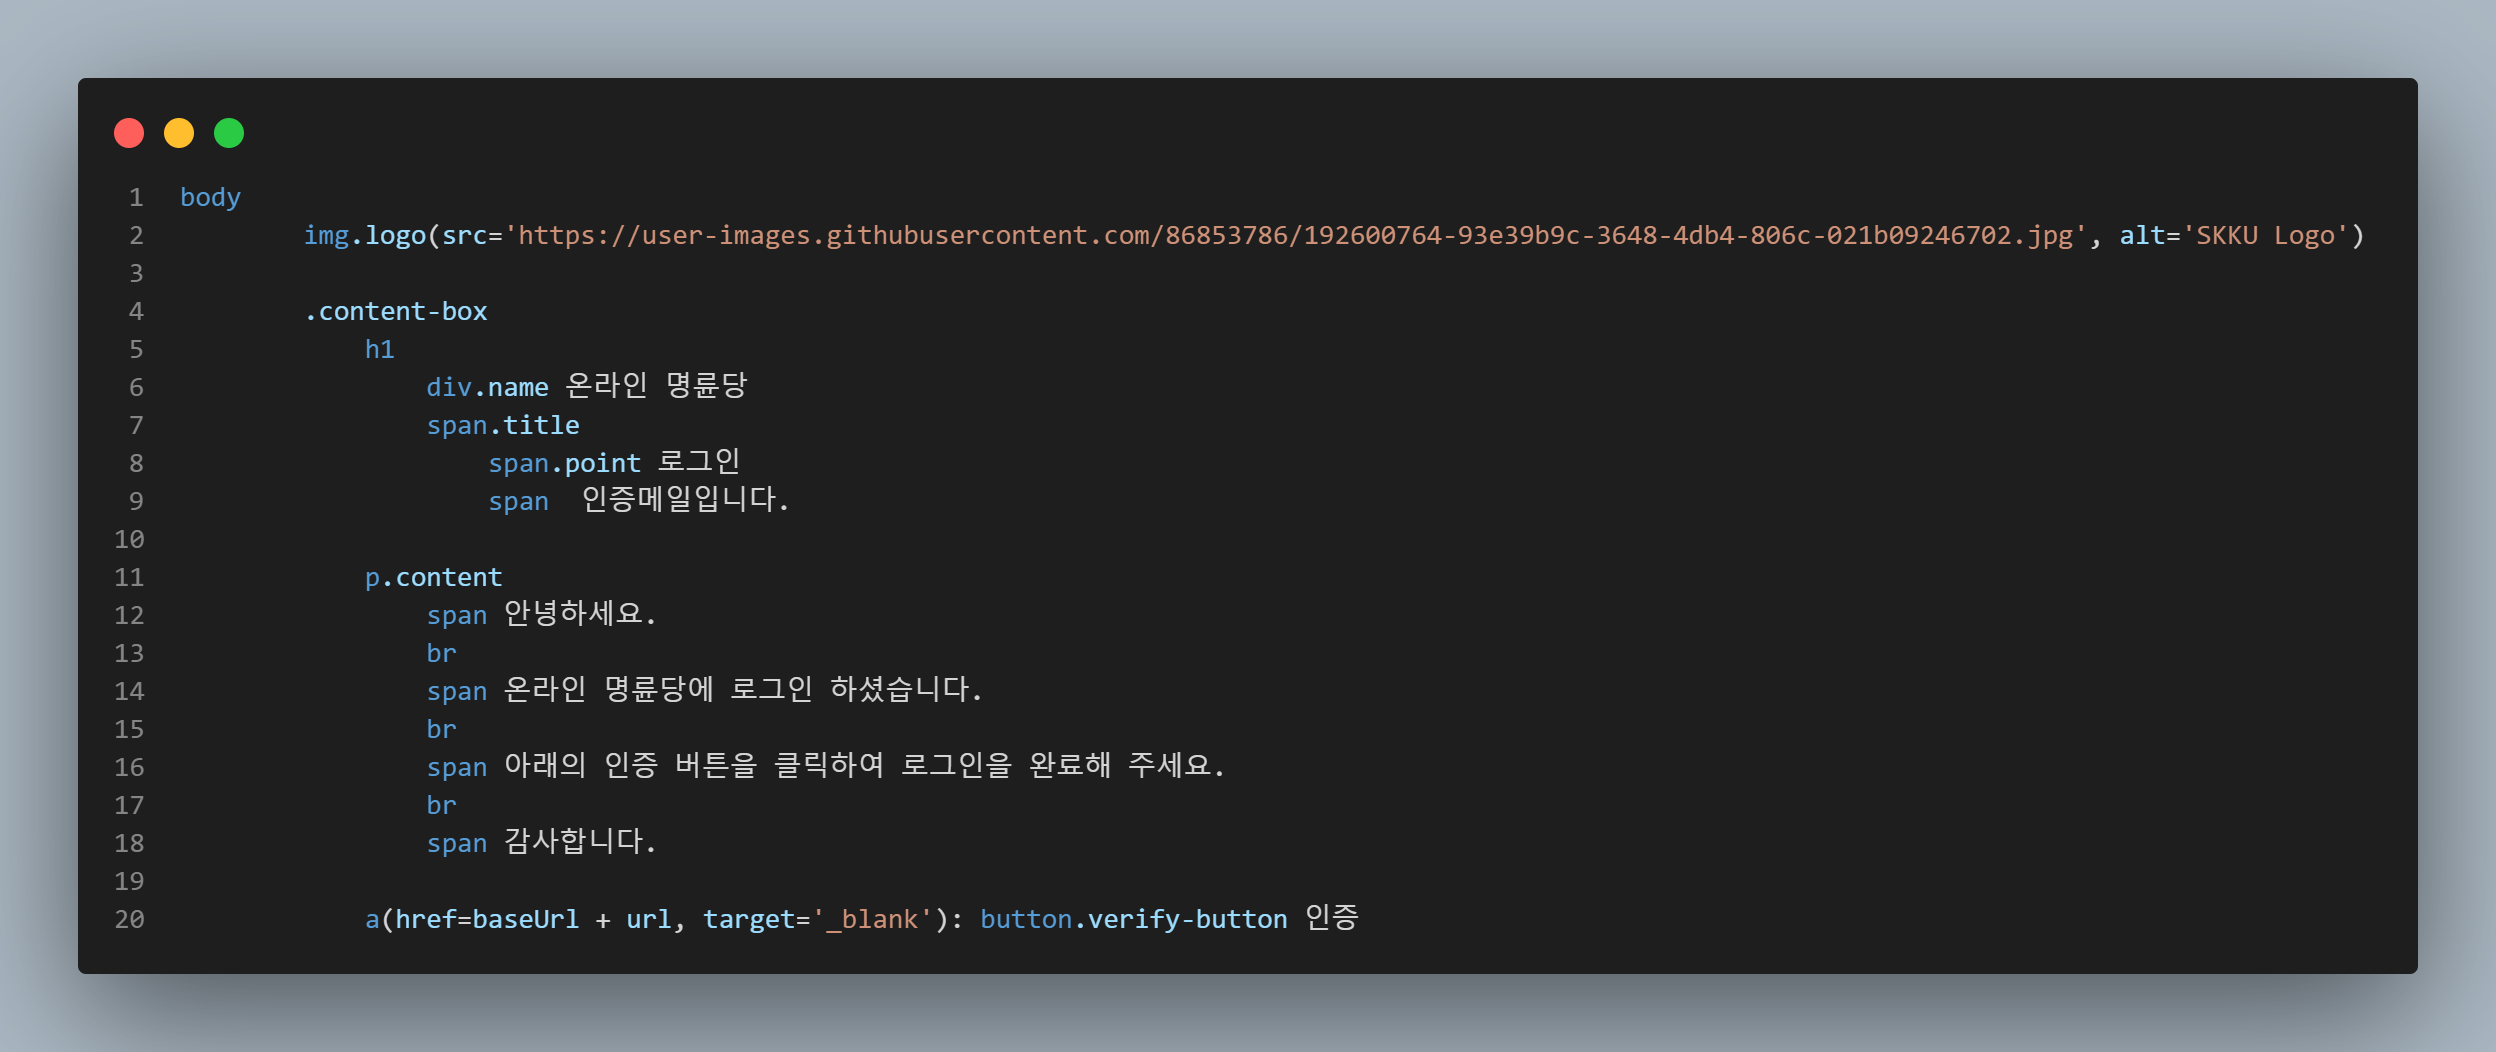 1 body
2         img.logo(src='https://user-images.githubusercontent.com/86853786/192600764-93e39b9c-3648-4db4-806c-021b09246702.jpg', alt='SKKU Logo')
3
4         .content-box
5             h1
6                 div.name 온라인 명륜당
7                 span.title
8                     span.point 로그인
9                     span  인증메일입니다.
10
11             p.content
12                 span 안녕하세요.
13                 br
14                 span 온라인 명륜당에 로그인 하셨습니다.
15                 br
16                 span 아래의 인증 버튼을 클릭하여 로그인을 완료해 주세요.
17                 br
18                 span 감사합니다.
19
20             a(href=baseUrl + url, target='_blank'): button.verify-button 인증